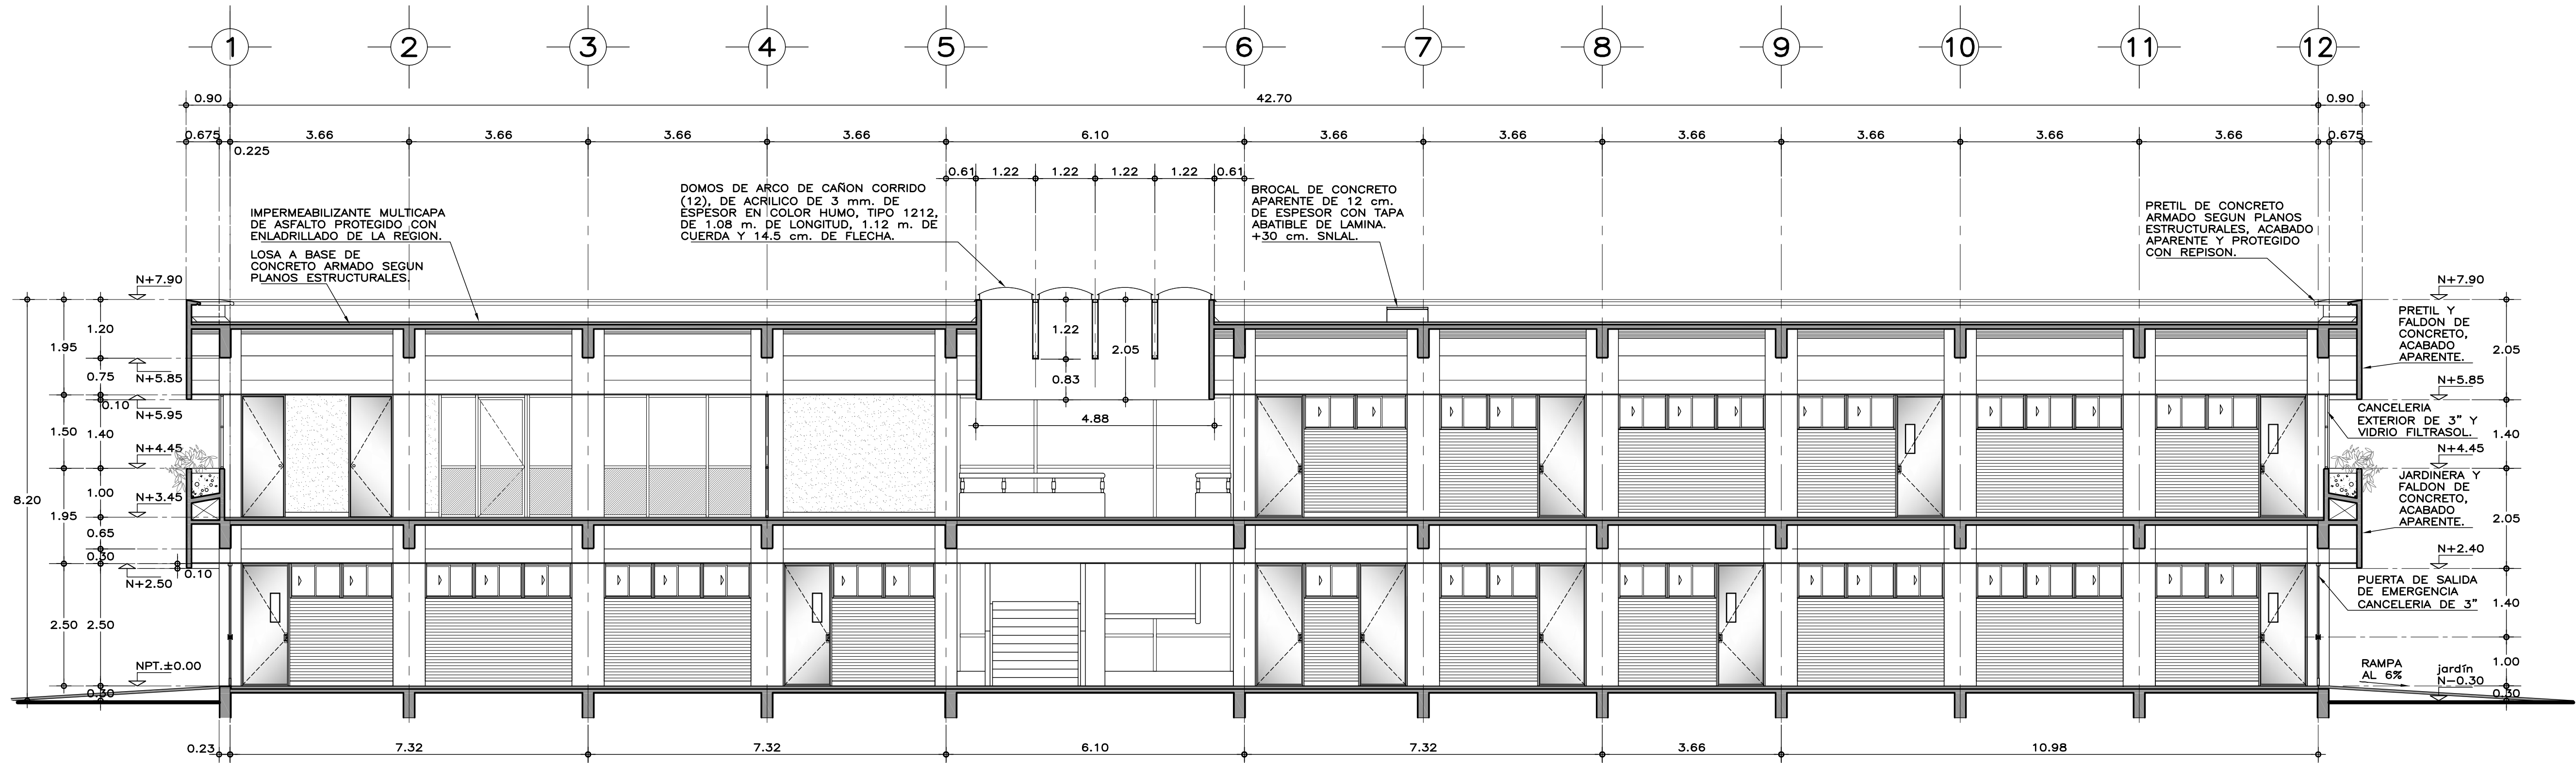 1 2 3 4 5 6 7 8 9 10 11 12
0.90 42.70 0.90
0.675 3.66 3.66 3.66 3.66 6.10 3.66 3.66 3.66 3.66 3.66 3.66 0.675
0.225
0.61 1.22 1.22 1.22 1.22 0.61
IMPERMEABILIZANTE MULTICAPA
DE ASFALTO PROTEGIDO CON
ENLADRILLADO DE LA REGION.
LOSA A BASE DE
CONCRETO ARMADO SEGUN
PLANOS ESTRUCTURALES.
DOMOS DE ARCO DE CAÑON CORRIDO
(12), DE ACRILICO DE 3 mm. DE
ESPESOR EN COLOR HUMO, TIPO 1212,
DE 1.08 m. DE LONGITUD, 1.12 m. DE
CUERDA Y 14.5 cm. DE FLECHA.
BROCAL DE CONCRETO
APARENTE DE 12 cm.
DE ESPESOR CON TAPA
ABATIBLE DE LAMINA.
+30 cm. SNLAL.
PRETIL DE CONCRETO
ARMADO SEGUN PLANOS
ESTRUCTURALES, ACABADO
APARENTE Y PROTEGIDO
CON REPISON.
8.20
1.95
1.50
1.95
2.50
1.20
0.75
0.10
1.40
1.00
0.65
0.30
0.10
2.50
0.30
N+7.90
N+5.85
N+5.95
N+4.45
N+3.45
N+2.50
NPT.±0.00
1.22
2.05
0.83
4.88
N+7.90
PRETIL Y
FALDON DE
CONCRETO,
ACABADO
APARENTE.
N+5.85
CANCELERIA
EXTERIOR DE 3" Y
VIDRIO FILTRASOL.
N+4.45
JARDINERA Y
FALDON DE
CONCRETO,
ACABADO
APARENTE.
N+2.40
PUERTA DE SALIDA
DE EMERGENCIA
CANCELERIA DE 3"
RAMPA
AL 6%
jardín
N-0.30
2.05
1.40
2.05
1.40
1.00
0.30
0.23 7.32 7.32 6.10 7.32 3.66 10.98